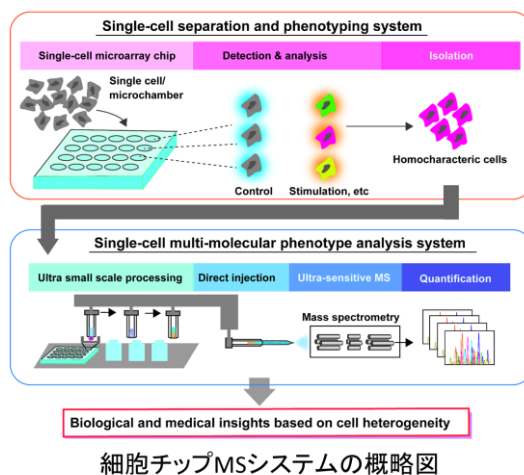 Single-cell separation and phenotyping system
Single-cell microarray chip
Detection & analysis
Isolation
Single cell/
microchamber
Control
Stimulation, etc
Homocharacteric cells
Single-cell multi-molecular phenotype analysis system
Ultra small scale processing
Direct injection
Ultra-sensitive MS
Quantification
Mass spectrometry
Biological and medical insights based on cell heterogeneity
細胞チップMSシステムの概略図